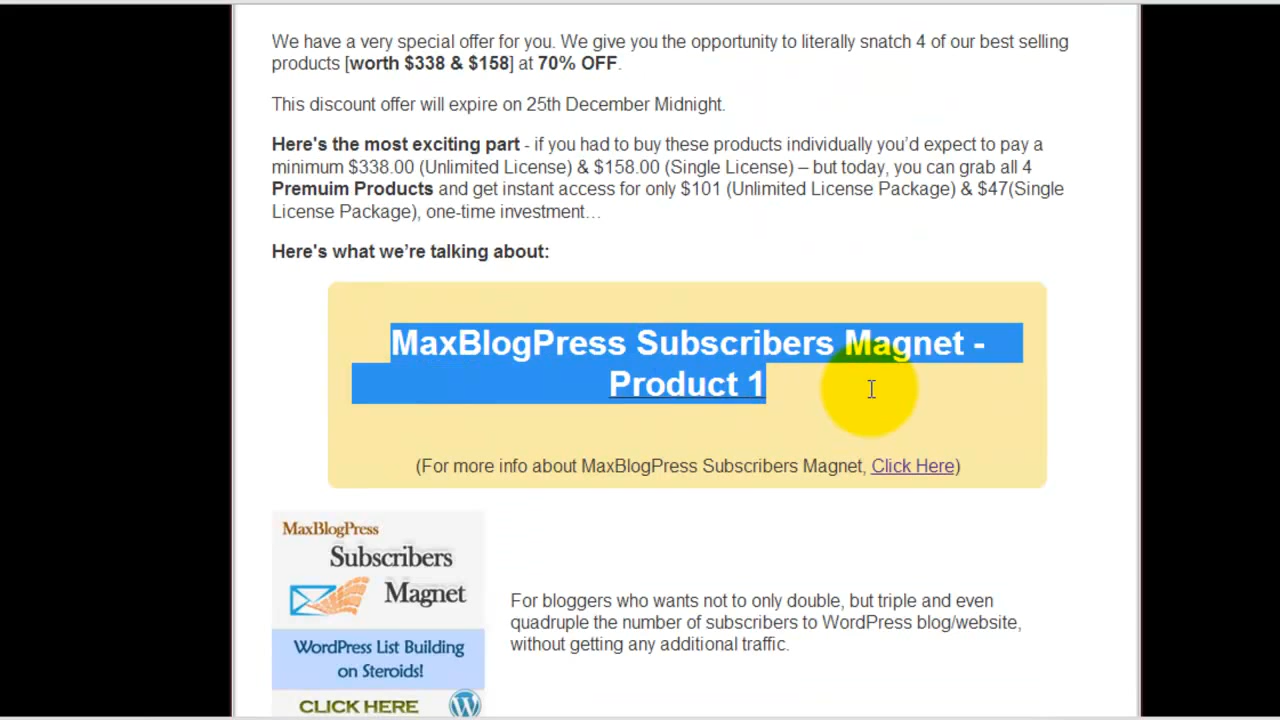 We have a very special offer for you. We give you the opportunity to literally snatch 4 of our best selling
products [worth $338 & $158] at 70% OFF.
This discount offer will expire on 25th December Midnight.
Here's the most exciting part - if you had to buy these products individually you’d expect to pay a
minimum $338.00 (Unlimited License) & $158.00 (Single License) – but today, you can grab all 4
Premuim Products and get instant access for only $101 (Unlimited License Package) & $47(Single
License Package), one-time investment…
Here's what we’re talking about:
MaxBlogPress Subscribers Magnet -
Product 1
(For more info about MaxBlogPress Subscribers Magnet, Click Here)
MaxBlogPress
Subscribers
Magnet
WordPress List Building
on Steroids!
CLICK HERE
For bloggers who wants not to only double, but triple and even
quadruple the number of subscribers to WordPress blog/website,
without getting any additional traffic.